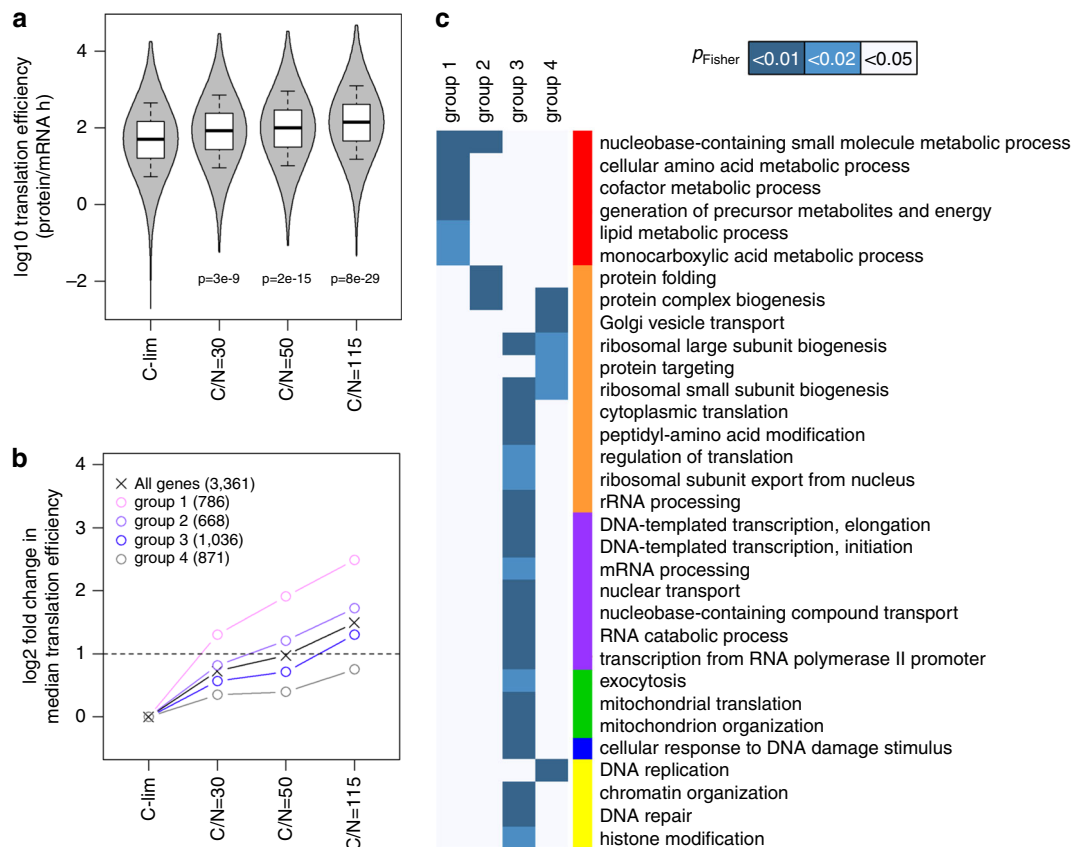 a
log10 translation efficiency
(protein/mRNA h)
4
2
0
−2
p=3e-9
p=2e-15
p=8e-29
C-lim
C/N=30
C/N=50
C/N=115
b
log2 fold change in
median translation efficiency
4
3
2
1
0
All genes (3,361)
group 1 (786)
group 2 (668)
group 3 (1,036)
group 4 (871)
C-lim
C/N=30
C/N=50
C/N=115
c
group 1
group 2
group 3
group 4
pFisher
<0.01
<0.02
<0.05
nucleobase-containing small molecule metabolic process
cellular amino acid metabolic process
cofactor metabolic process
generation of precursor metabolites and energy
lipid metabolic process
monocarboxylic acid metabolic process
protein folding
protein complex biogenesis
Golgi vesicle transport
ribosomal large subunit biogenesis
protein targeting
ribosomal small subunit biogenesis
cytoplasmic translation
peptidyl-amino acid modification
regulation of translation
ribosomal subunit export from nucleus
rRNA processing
DNA-templated transcription, elongation
DNA-templated transcription, initiation
mRNA processing
nuclear transport
nucleobase-containing compound transport
RNA catabolic process
transcription from RNA polymerase II promoter
exocytosis
mitochondrial translation
mitochondrion organization
cellular response to DNA damage stimulus
DNA replication
chromatin organization
DNA repair
histone modification